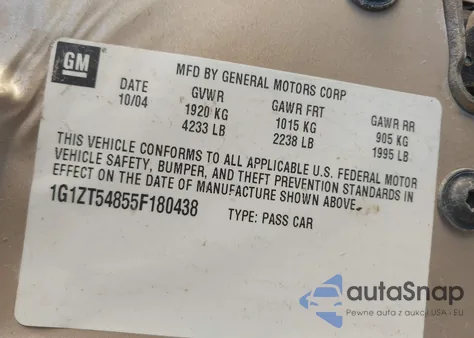 GM
MFD BY GENERAL MOTORS CORP
DATE GVWR GAWR FRT GAWR RR
10/04 1920 KG 1015 KG 905 KG
4233 LB 2238 LB 1995 LB
THIS VEHICLE CONFORMS TO ALL APPLICABLE U.S. FEDERAL MOTOR
VEHICLE SAFETY, BUMPER, AND THEFT PREVENTION STANDARDS IN
EFFECT ON THE DATE OF MANUFACTURE SHOWN ABOVE.
1G1ZT54855F180438 TYPE: PASS CAR
autoSnap
Pewne auta z aukcji USA - EU